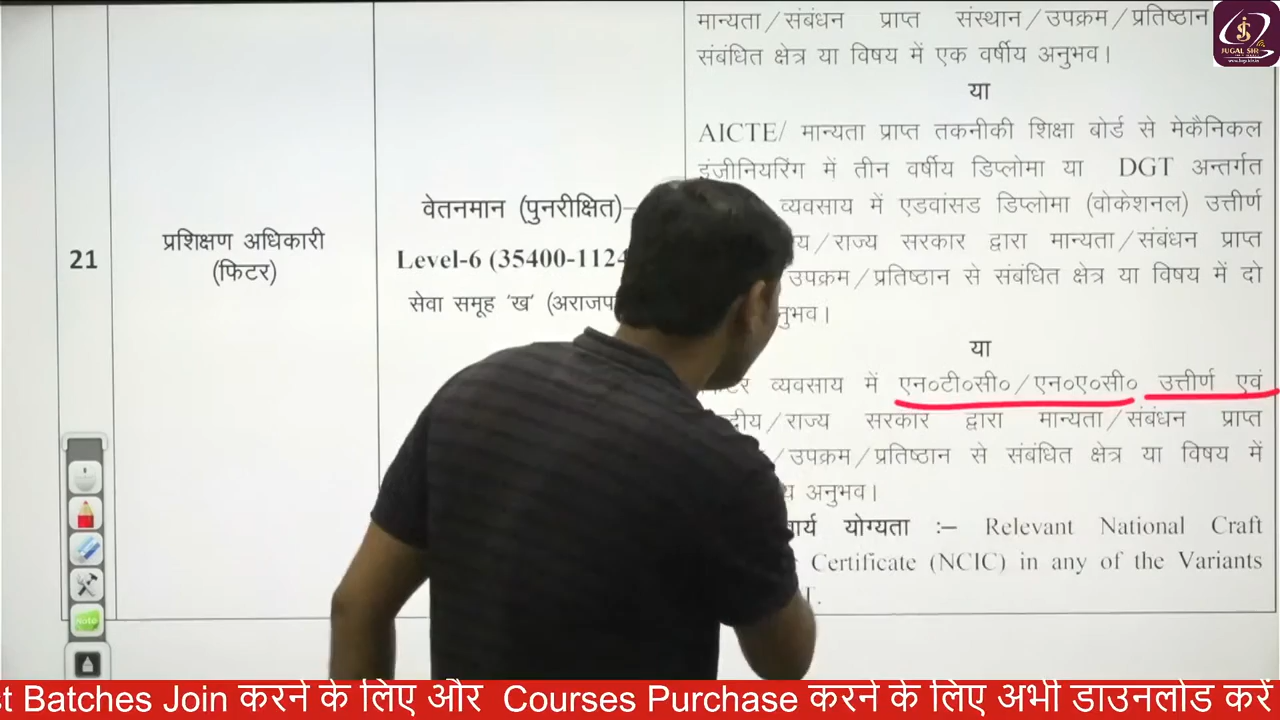 मान्यता/संबंधन प्राप्त संस्थान/उपक्रम/प्रतिष्ठान
संबंधित क्षेत्र या विषय में एक वर्षीय अनुभव।
या
AICTE/ मान्यता प्राप्त तकनीकी शिक्षा बोर्ड से मेकैनिकल
इंजीनियरिंग में तीन वर्षीय डिप्लोमा या DGT अन्तर्गत
व्यवसाय में एडवांसड डिप्लोमा (वोकेशनल) उत्तीर्ण
/राज्य सरकार द्वारा मान्यता/संबंधन प्राप्त
उपक्रम/प्रतिष्ठान से संबंधित क्षेत्र या विषय में दो
या
व्यवसाय में एन०टी०सी०/एन०ए०सी० उत्तीर्ण एवं
/राज्य सरकार द्वारा मान्यता/संबंधन प्राप्त
/उपक्रम/प्रतिष्ठान से संबंधित क्षेत्र या विषय में
अनुभव।
योग्यता :– Relevant National Craft
Certificate (NCIC) in any of the Variants
21
प्रशिक्षण अधिकारी
(फिटर)
वेतनमान (पुनरीक्षित)–
Level-6 (35400-1124
सेवा समूह 'ख'
JUGAL SIR
Note
Batches Join करने के लिए और Courses Purchase करने के लिए अभी डाउनलोड करें